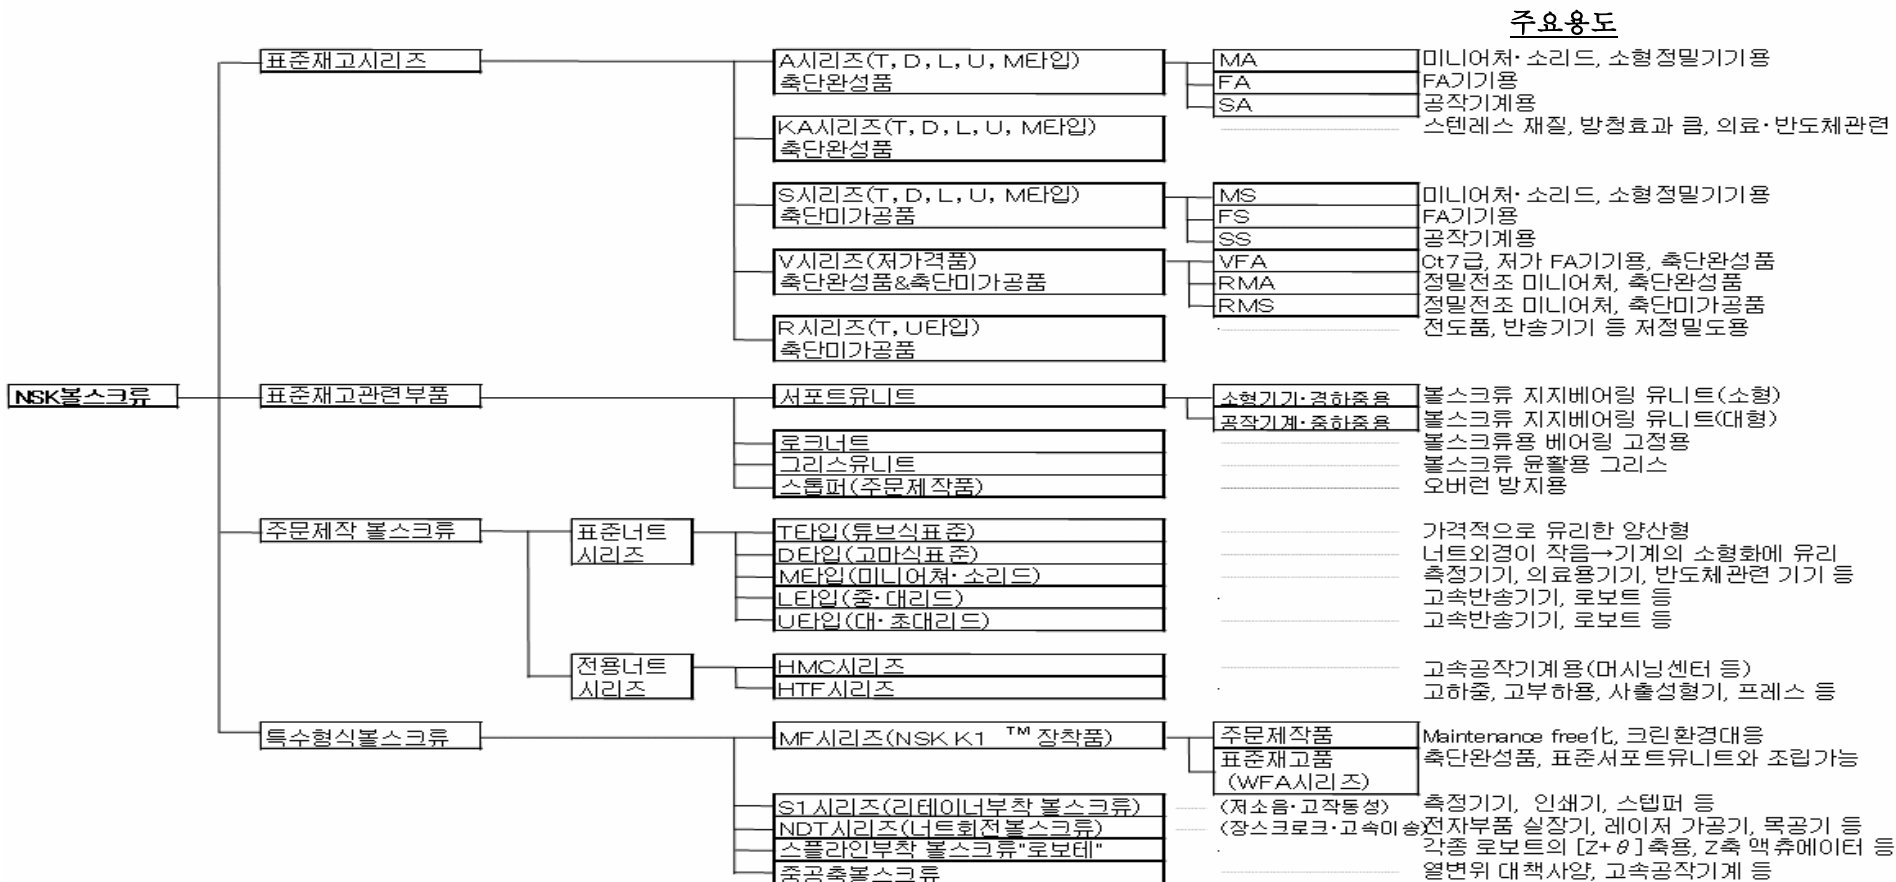 주요용도
표준재고시리즈
A시리즈(T, D, L, U, M타입)
축단완성품
MA
미니어처·소리드, 소형정밀기기용
FA
FA기기용
SA
공작기계용
KA시리즈(T, D, L, U, M타입)
축단완성품
스텐레스 재질, 방청효과 큼, 의료·반도체관련
S시리즈(T, D, L, U, M타입)
축단미가공품
MS
미니어처·소리드, 소형정밀기기용
FS
FA기기용
SS
공작기계용
V시리즈(저가격품)
축단완성품&축단미가공품
VFA
Ct7급, 저가 FA기기용, 축단완성품
RMA
정밀전조 미니어처, 축단완성품
RMS
정밀전조 미니어처, 축단미가공품
R시리즈(T, U타입)
축단미가공품
전도품, 반송기기 등 저정밀도용
NSK볼스크류
표준재고관련부품
서포트유니트
소형기기·경하중용
볼스크류 지지베어링 유니트(소형)
공작기계·중하중용
볼스크류 지지베어링 유니트(대형)
로크너트
볼스크류용 베어링 고정용
그리스유니트
볼스크류 윤활용 그리스
스톱퍼(주문제작품)
오버런 방지용
주문제작 볼스크류
표준너트
시리즈
T타입(튜브식표준)
가격적으로 유리한 양산형
D타입(고마식표준)
너트외경이 작음→기계의 소형화에 유리
M타입(미니어쳐·소리드)
측정기기, 의료용기기, 반도체관련 기기 등
L타입(중·대리드)
고속반송기기, 로보트 등
U타입(대·초대리드)
고속반송기기, 로보트 등
전용너트
시리즈
HMC시리즈
고속공작기계용(머시닝센터 등)
HTF시리즈
고하중, 고부하용, 사출성형기, 프레스 등
특수형식볼스크류
MF시리즈(NSK K1 ™ 장착품)
주문제작품
Maintenance free化, 크린환경대응
표준재고품
(WFA시리즈)
축단완성품, 표준서포트유니트와 조립가능
S1시리즈(리테이너부착 볼스크류)
(저소음·고작동성)
측정기기, 인쇄기, 스텝퍼 등
NDT시리즈(너트회전볼스크류)
(장스크로크·고속이송)
전자부품 실장기, 레이저 가공기, 목공기 등
스플라인부착 볼스크류"로보테"
각종 로보트의 [Z+θ]축용, Z축 액츄에이터 등
중공축볼스크류
열변위 대책사양, 고속공작기계 등